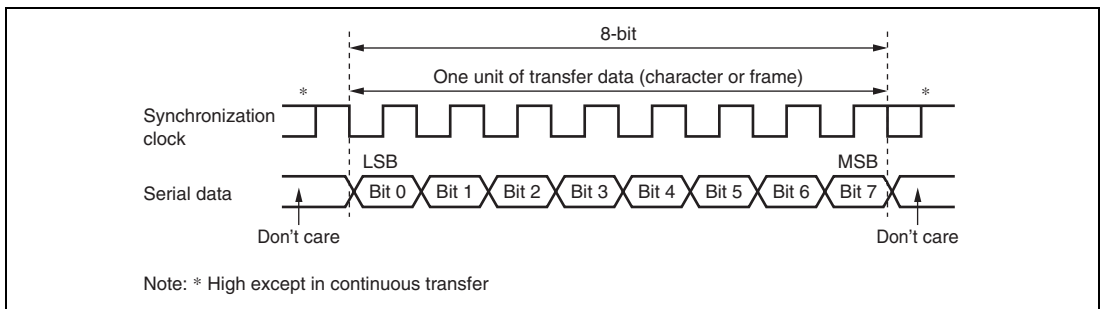 8-bit
One unit of transfer data (character or frame)
* *
Synchronization
clock
LSB MSB
Serial data Bit 0 Bit 1 Bit 2 Bit 3 Bit 4 Bit 5 Bit 6 Bit 7
Don't care Don't care
Note: * High except in continuous transfer